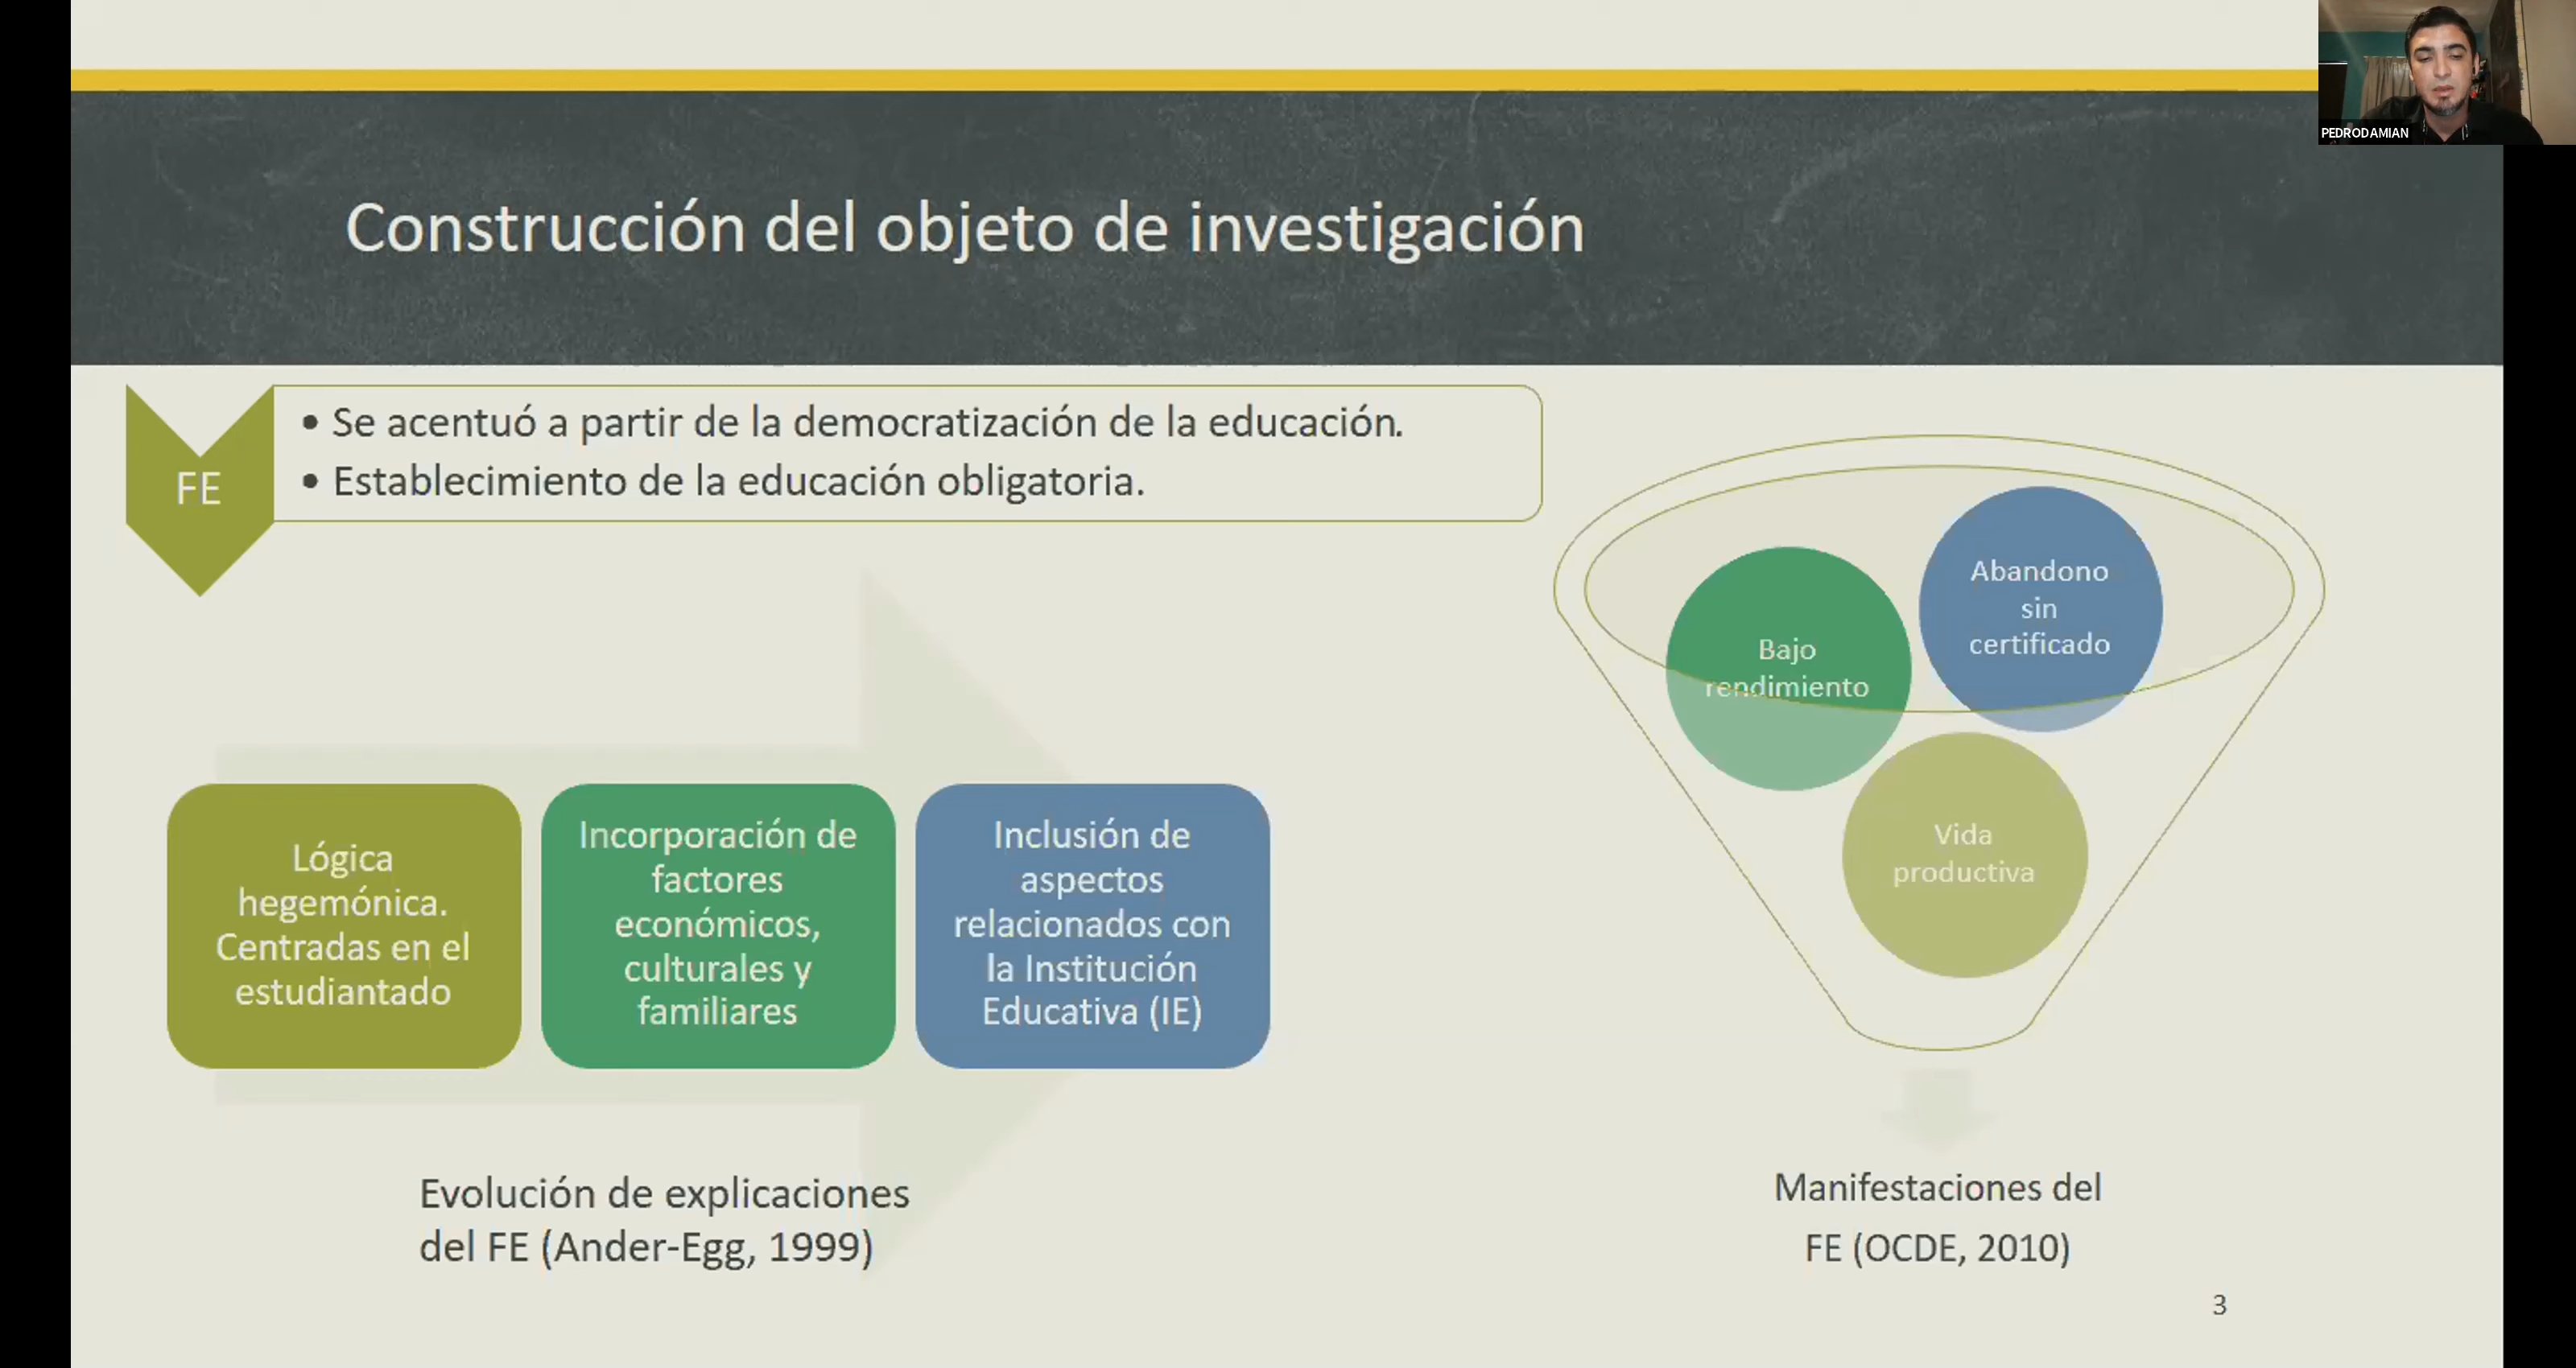 PEDRODAMIAN
Construcción del objeto de investigación
FE
• Se acentuó a partir de la democratización de la educación.
• Establecimiento de la educación obligatoria.
Lógica
hegemónica.
Centradas en el
estudiantado
Incorporación de
factores
económicos,
culturales y
familiares
Inclusión de
aspectos
relacionados con
la Institución
Educativa (IE)
Evolución de explicaciones
del FE (Ander-Egg, 1999)
Abandono
sin
certificado
Bajo
rendimiento
Vida
productiva
Manifestaciones del
FE (OCDE, 2010)
3